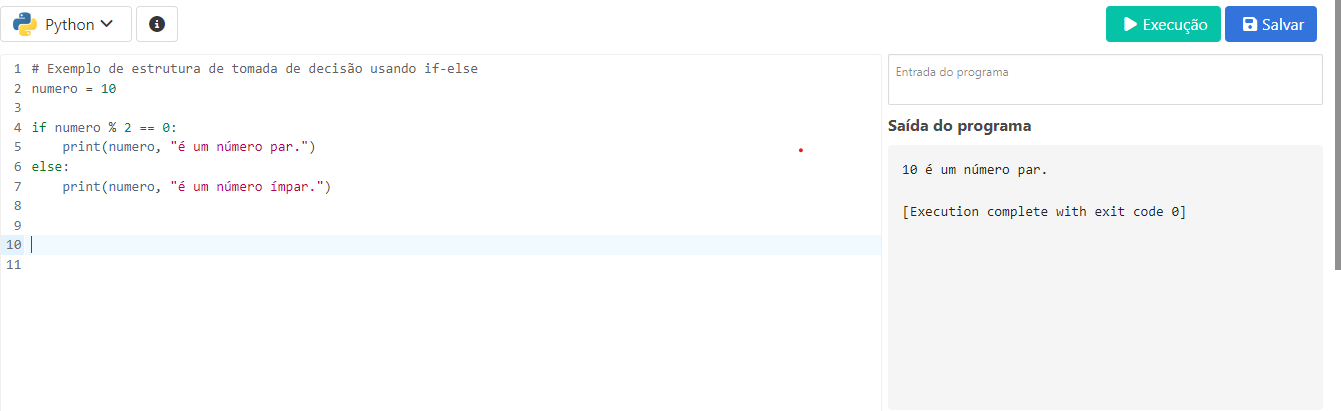 Python
Execução
Salvar
1 # Exemplo de estrutura de tomada de decisão usando if-else
2 numero = 10
3
4 if numero % 2 == 0:
5     print(numero, "é um número par.")
6 else:
7     print(numero, "é um número ímpar.")
8
9
10
11
Entrada do programa
Saída do programa
10 é um número par.
[Execution complete with exit code 0]